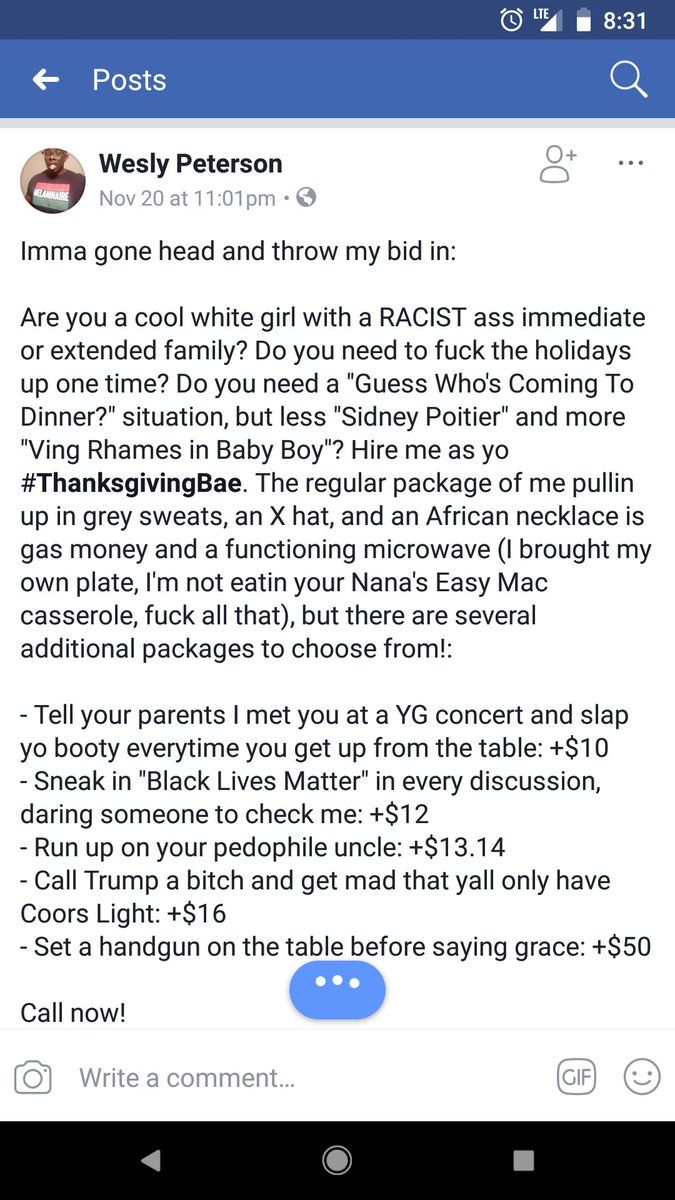 LTE 8:31
Posts
Wesly Peterson
Nov 20 at 11:01pm •
MELANINAIRE
Imma gone head and throw my bid in:
Are you a cool white girl with a RACIST ass immediate
or extended family? Do you need to fuck the holidays
up one time? Do you need a "Guess Who's Coming To
Dinner?" situation, but less "Sidney Poitier" and more
"Ving Rhames in Baby Boy"? Hire me as yo
#ThanksgivingBae. The regular package of me pullin
up in grey sweats, an X hat, and an African necklace is
gas money and a functioning microwave (I brought my
own plate, I'm not eatin your Nana's Easy Mac
casserole, fuck all that), but there are several
additional packages to choose from!:
- Tell your parents I met you at a YG concert and slap
yo booty everytime you get up from the table: +$10
- Sneak in "Black Lives Matter" in every discussion,
daring someone to check me: +$12
- Run up on your pedophile uncle: +$13.14
- Call Trump a bitch and get mad that yall only have
Coors Light: +$16
- Set a handgun on the table before saying grace: +$50
Call now!
Write a comment...
GIF